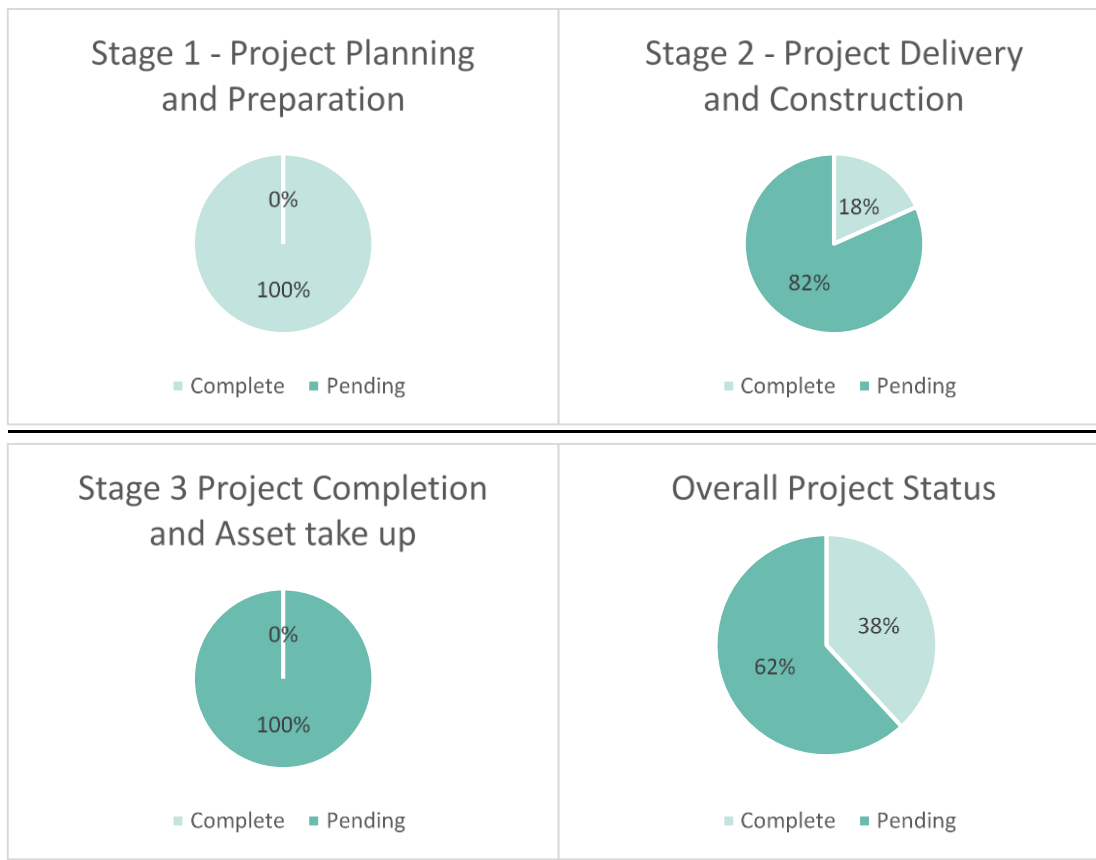 Stage 1 - Project Planning
and Preparation
0%
100%
Complete Pending
Stage 2 - Project Delivery
and Construction
18%
82%
Complete Pending
Stage 3 Project Completion
and Asset take up
0%
100%
Complete Pending
Overall Project Status
38%
62%
Complete Pending